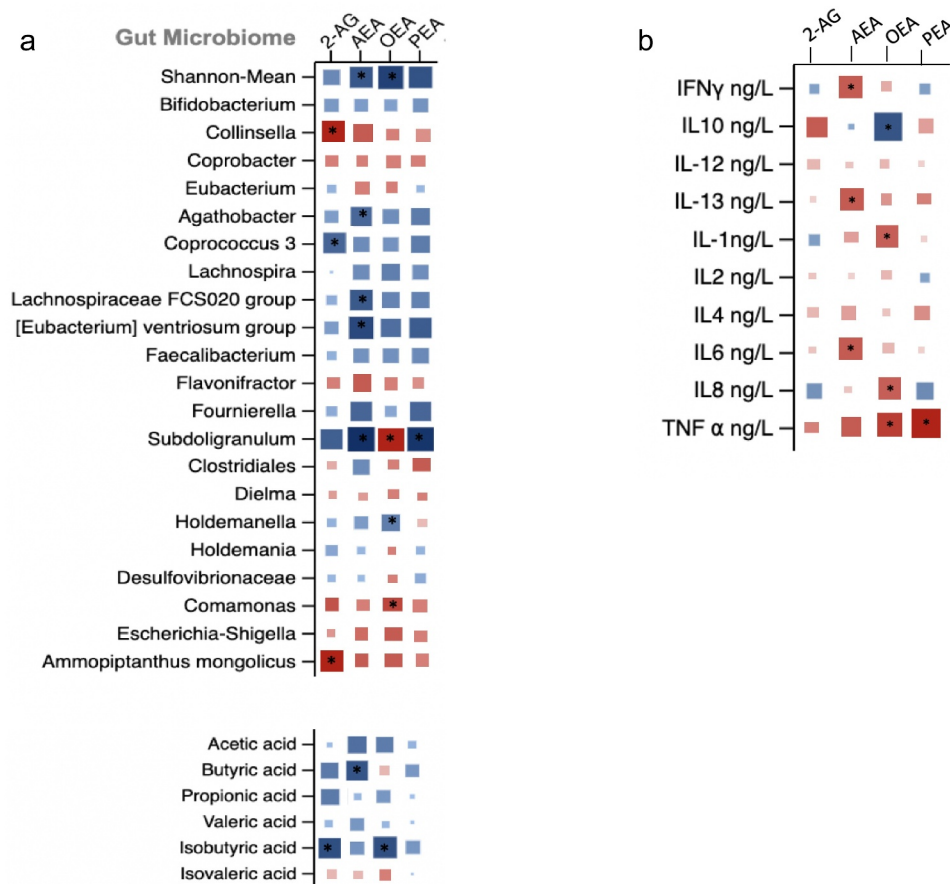 a
Gut Microbiome
2-AG AEA OEA PEA
Shannon-Mean * *
Bifidobacterium
Collinsella *
Coprobacter
Eubacterium
Agathobacter *
Coprococcus 3 *
Lachnospira
Lachnospiraceae FCS020 group *
[Eubacterium] ventriosum group *
Faecalibacterium
Flavonifractor
Fournierella
Subdoligranulum * * *
Clostridiales
Dielma
Holdemanella *
Holdemania
Desulfovibrionaceae
Comamonas *
Escherichia-Shigella
Ammopiptanthus mongolicus *
Acetic acid
Butyric acid *
Propionic acid
Valeric acid
Isobutyric acid * *
Isovaleric acid
b
2-AG AEA OEA PEA
IFNγ ng/L *
IL10 ng/L *
IL-12 ng/L
IL-13 ng/L *
IL-1ng/L *
IL2 ng/L
IL4 ng/L
IL6 ng/L *
IL8 ng/L *
TNF α ng/L * *